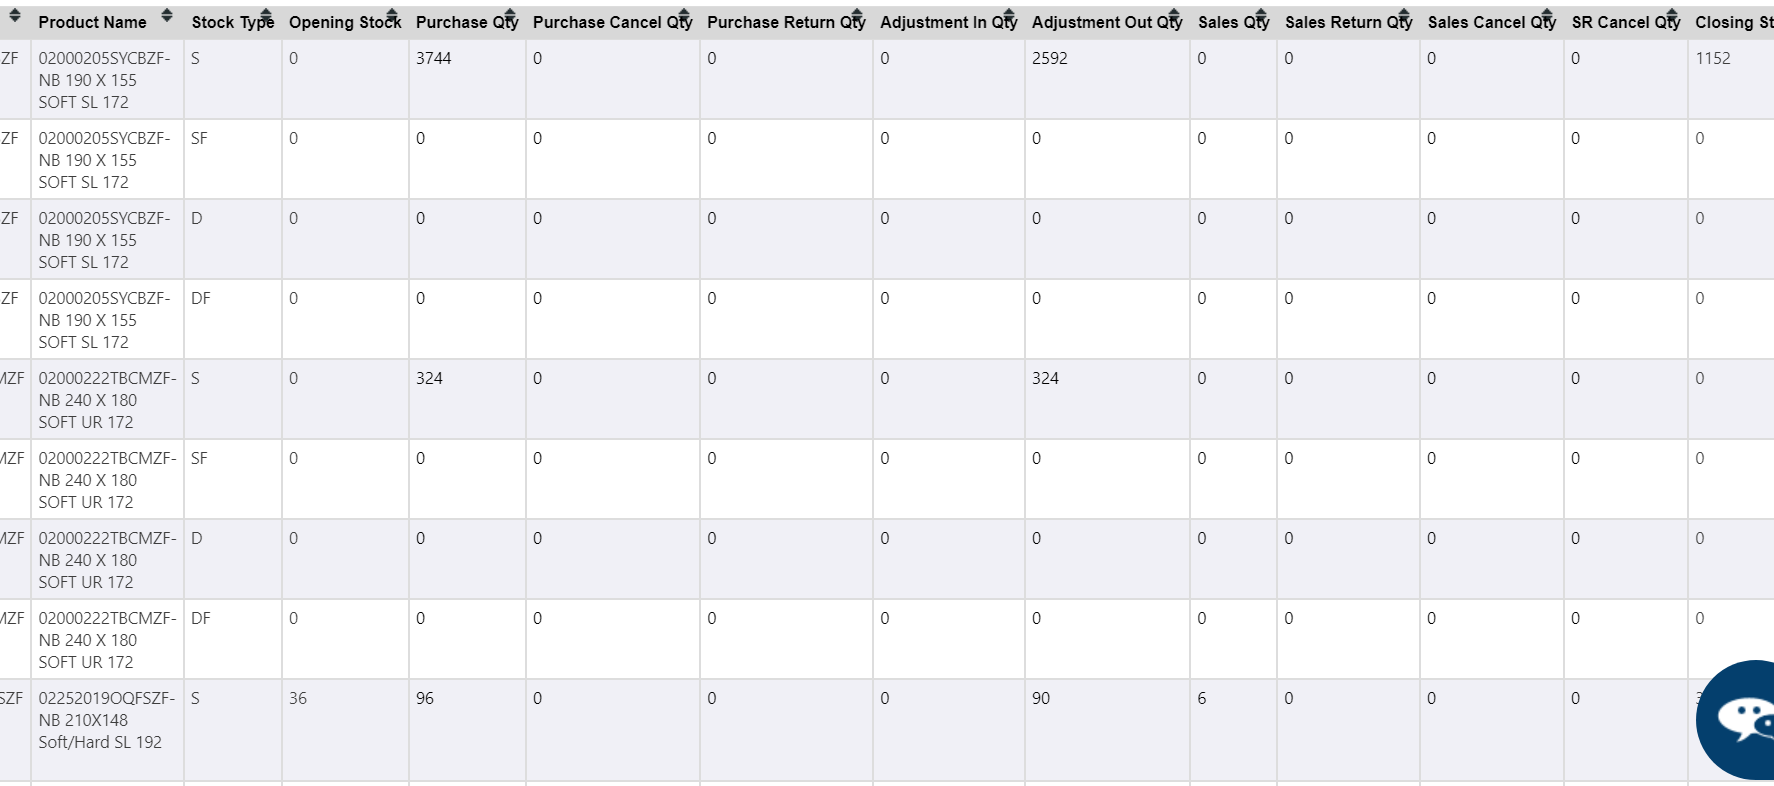 Product Name Stock Type Opening Stock Purchase Qty Purchase Cancel Qty Purchase Return Qty Adjustment In Qty Adjustment Out Qty Sales Qty Sales Return Qty Sales Cancel Qty SR Cancel Qty Closing St
ZF 02000205SYCBZF- S 0 3744 0 0 0 2592 0 0 0 0 1152
NB 190 X 155
SOFT SL 172
ZF 02000205SYCBZF- SF 0 0 0 0 0 0 0 0 0 0 0
NB 190 X 155
SOFT SL 172
ZF 02000205SYCBZF- D 0 0 0 0 0 0 0 0 0 0 0
NB 190 X 155
SOFT SL 172
ZF 02000205SYCBZF- DF 0 0 0 0 0 0 0 0 0 0 0
NB 190 X 155
SOFT SL 172
MZF 02000222TBCMZF- S 0 324 0 0 0 324 0 0 0 0 0
NB 240 X 180
SOFT UR 172
MZF 02000222TBCMZF- SF 0 0 0 0 0 0 0 0 0 0 0
NB 240 X 180
SOFT UR 172
MZF 02000222TBCMZF- D 0 0 0 0 0 0 0 0 0 0 0
NB 240 X 180
SOFT UR 172
MZF 02000222TBCMZF- DF 0 0 0 0 0 0 0 0 0 0 0
NB 240 X 180
SOFT UR 172
SZF 02252019OQFSZF- S 36 96 0 0 0 90 6 0 0 0
NB 210X148
Soft/Hard SL 192